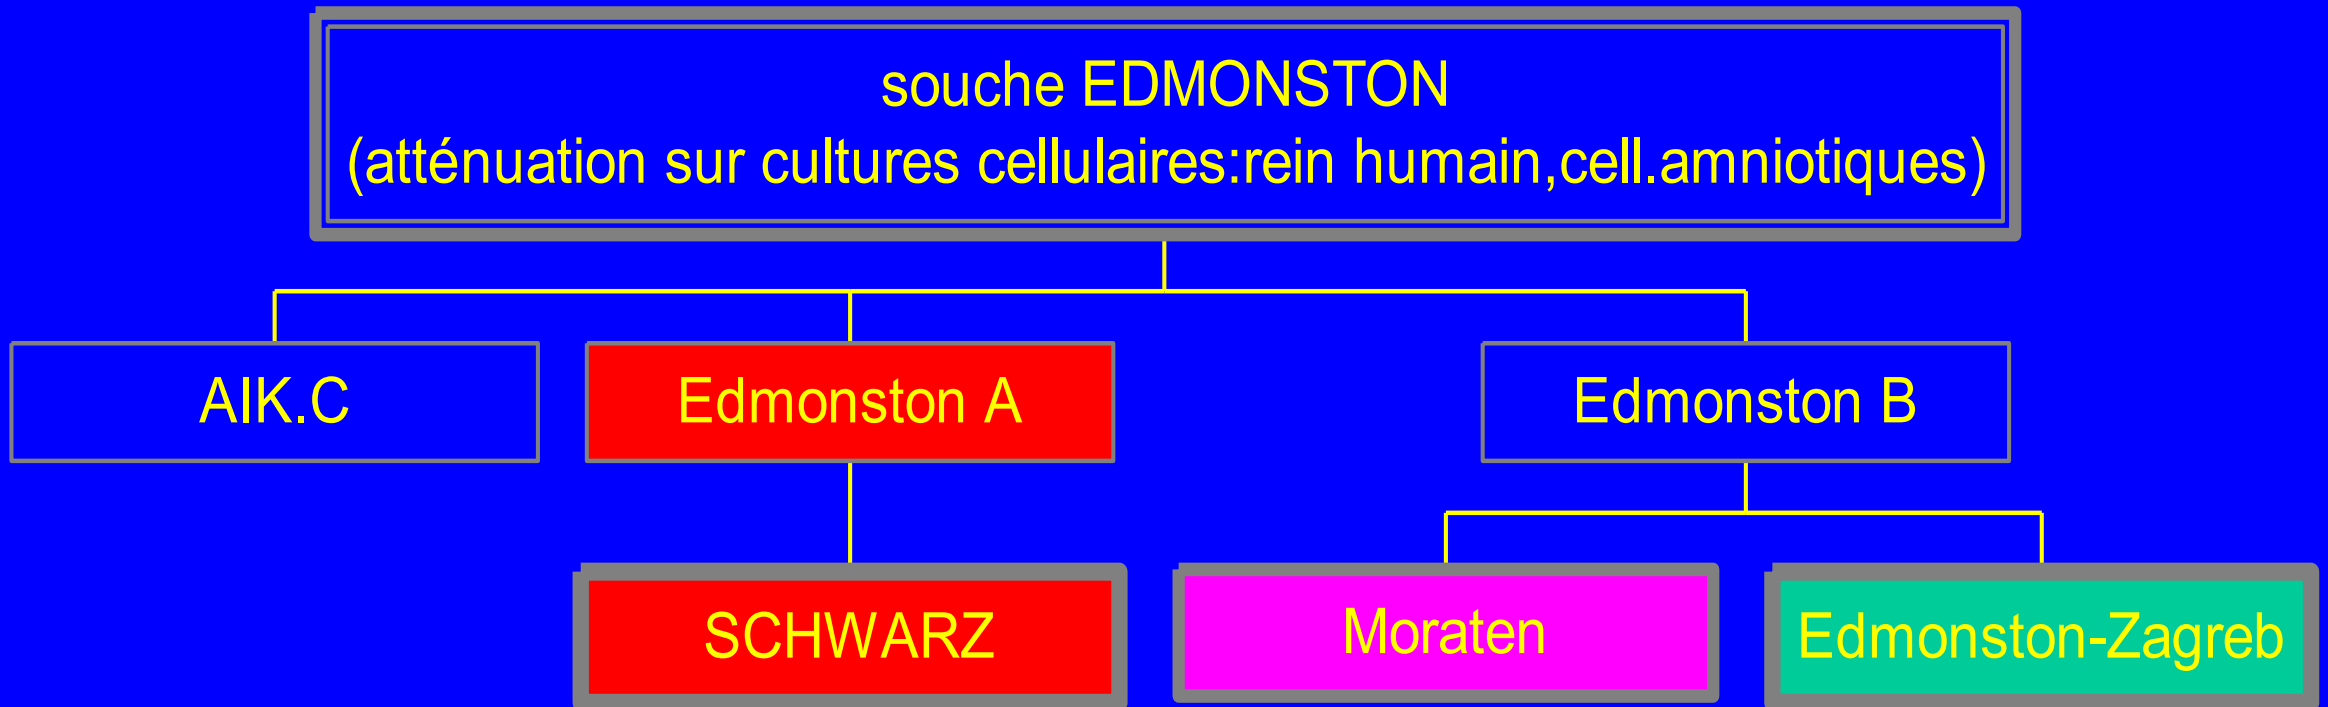 souche EDMONSTON
(atténuation sur cultures cellulaires:rein humain,cell.amniotiques)
AIK.C
Edmonston A
Edmonston B
SCHWARZ
Moraten
Edmonston-Zagreb